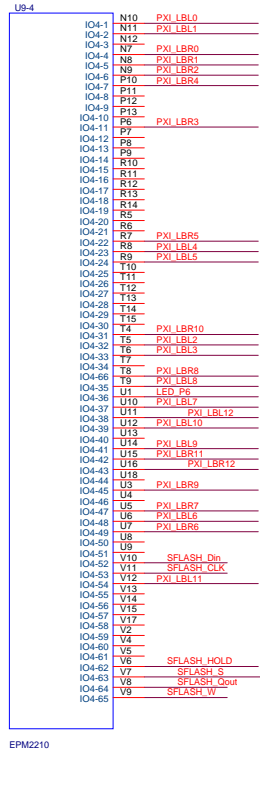 U9-4
IO4-1 N10 PXI_LBL0
IO4-2 N11 PXI_LBL1
IO4-3 N12
IO4-4 N7 PXI_LBR0
IO4-5 N8 PXI_LBR1
IO4-6 N9 PXI_LBR2
IO4-7 P10 PXI_LBR4
IO4-8 P11
IO4-9 P12
IO4-10 P13
IO4-11 P6 PXI_LBR3
IO4-12 P7
IO4-13 P8
IO4-14 P9
IO4-15 R10
IO4-16 R11
IO4-17 R12
IO4-18 R13
IO4-19 R14
IO4-20 R5
IO4-21 R6
IO4-22 R7 PXI_LBR5
IO4-23 R8 PXI_LBL4
IO4-24 R9 PXI_LBL5
IO4-25 T10
IO4-26 T11
IO4-27 T12
IO4-28 T13
IO4-29 T14
IO4-30 T15
IO4-31 T4 PXI_LBR10
IO4-32 T5 PXI_LBL2
IO4-33 T6 PXI_LBL3
IO4-34 T7
IO4-66 T8 PXI_LBR8
IO4-35 T9 PXI_LBL8
IO4-36 U1 LED_P6
IO4-37 U10 PXI_LBL7
IO4-38 U11 PXI_LBL12
IO4-39 U12 PXI_LBL10
IO4-40 U13
IO4-41 U14 PXI_LBL9
IO4-42 U15 PXI_LBR11
IO4-43 U16 PXI_LBR12
IO4-44 U18
IO4-45 U3 PXI_LBR9
IO4-46 U4
IO4-47 U5 PXI_LBR7
IO4-48 U6 PXI_LBL6
IO4-49 U7 PXI_LBR6
IO4-50 U8
IO4-51 U9
IO4-52 V10 SFLASH_Din
IO4-53 V11 SFLASH_CLK
IO4-54 V12 PXI_LBL11
IO4-55 V13
IO4-56 V14
IO4-57 V15
IO4-58 V17
IO4-59 V2
IO4-60 V4
IO4-61 V5
IO4-62 V6 SFLASH_HOLD
IO4-63 V7 SFLASH_S
IO4-64 V8 SFLASH_Qout
IO4-65 V9 SFLASH_W
EPM2210